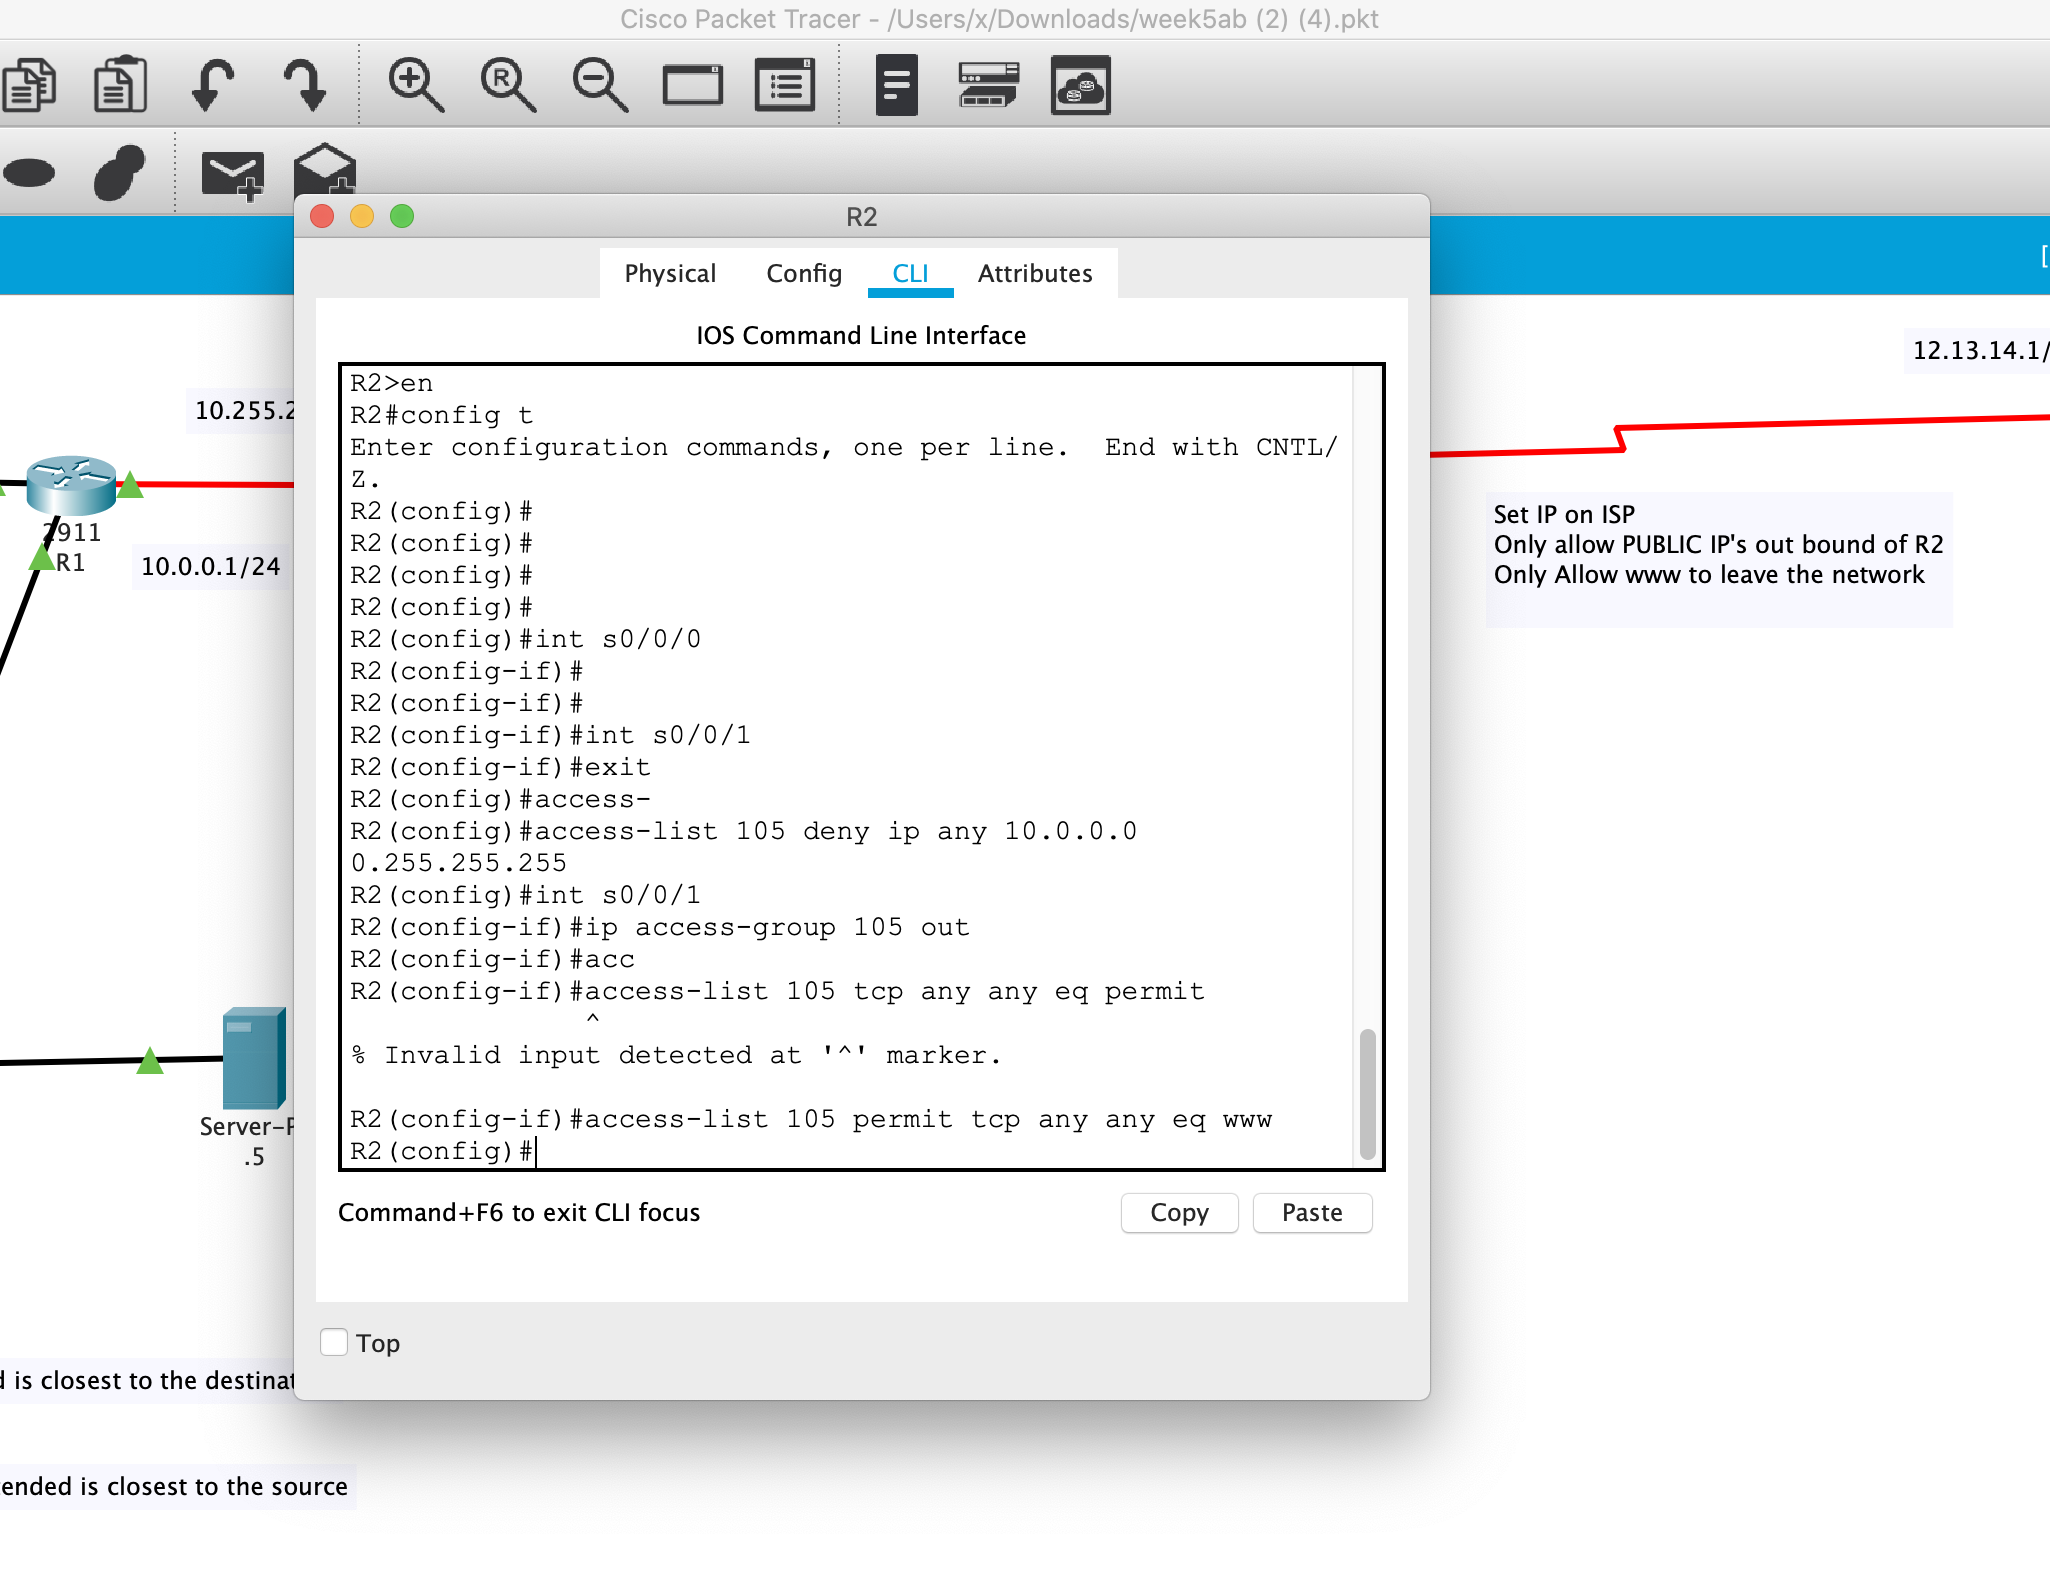 Cisco Packet Tracer - /Users/x/Downloads/week5ab (2) (4).pkt
R
R2
[
Physical Config CLI Attributes
IOS Command Line Interface
R2>en
R2#config t
Enter configuration commands, one per line.  End with CNTL/
Z.
R2(config)#
R2(config)#
R2(config)#
R2(config)#
R2(config)#int s0/0/0
R2(config-if)#
R2(config-if)#
R2(config-if)#int s0/0/1
R2(config-if)#exit
R2(config)#access-
R2(config)#access-list 105 deny ip any 10.0.0.0
0.255.255.255
R2(config)#int s0/0/1
R2(config-if)#ip access-group 105 out
R2(config-if)#acc
R2(config-if)#access-list 105 tcp any any eq permit
^
% Invalid input detected at '^' marker.
R2(config-if)#access-list 105 permit tcp any any eq www
R2(config)#
Command+F6 to exit CLI focus
Copy Paste
Top
10.255.2
2911
R1
10.0.0.1/24
Server-P
.5
d is closest to the destinat
ended is closest to the source
12.13.14.1/
Set IP on ISP
Only allow PUBLIC IP's out bound of R2
Only Allow www to leave the network